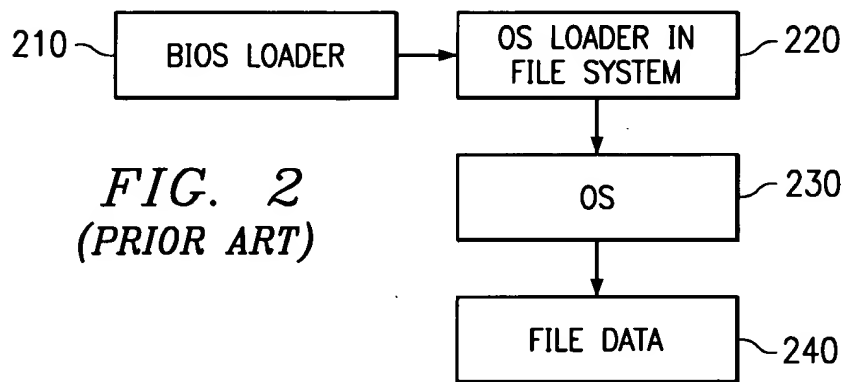 210
BIOS LOADER
OS LOADER IN
FILE SYSTEM
220
FIG. 2
(PRIOR ART)
OS
230
FILE DATA
240